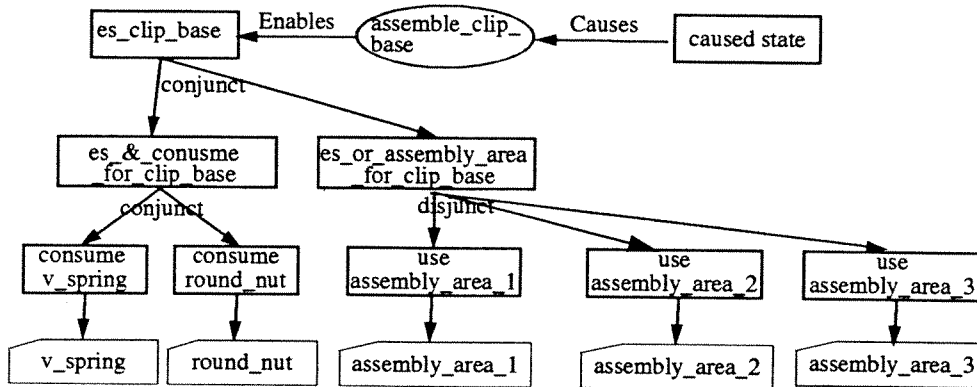 es_clip_base
Enables
assemble_clip_
base
Causes
caused state
conjunct
es_&_conusme
_for_clip_base
es_or_assembly_area
_for_clip_base
conjunct
disjunct
consume
v_spring
consume
round_nut
use
assembly_area_1
use
assembly_area_2
use
assembly_area_3
v_spring
round_nut
assembly_area_1
assembly_area_2
assembly_area_3